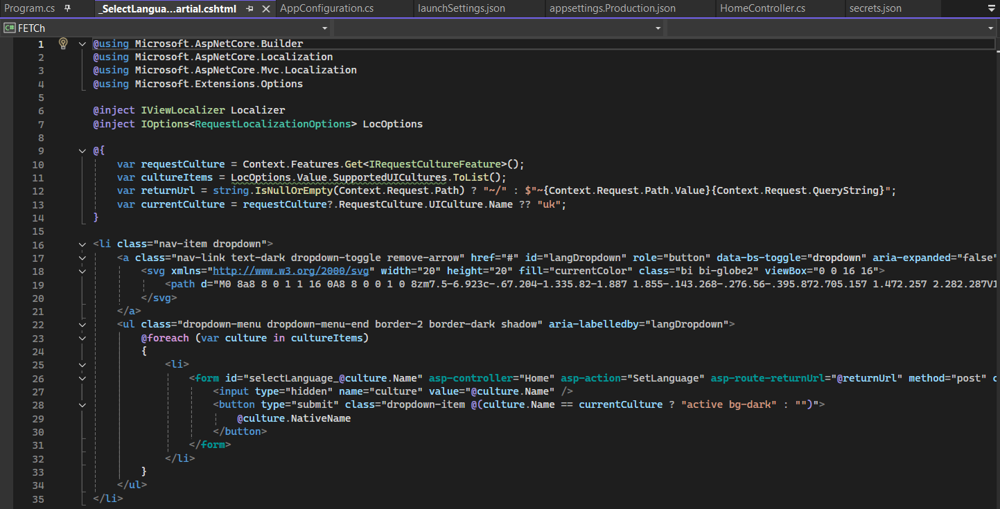 Program.cs
_SelectLangua...artial.cshtml
AppConfiguration.cs
launchSettings.json
appsettings.Production.json
HomeController.cs
secrets.json
C# FETCh
1 @using Microsoft.AspNetCore.Builder
2 @using Microsoft.AspNetCore.Localization
3 @using Microsoft.AspNetCore.Mvc.Localization
4 @using Microsoft.Extensions.Options
5
6 @inject IViewLocalizer Localizer
7 @inject IOptions<RequestLocalizationOptions> LocOptions
8
9 @{
10 var requestCulture = Context.Features.Get<IRequestCultureFeature>();
11 var cultureItems = LocOptions.Value.SupportedUICultures.ToList();
12 var returnUrl = string.IsNullOrEmpty(Context.Request.Path) ? "~/" : $"~{Context.Request.Path.Value}{Context.Request.QueryString}";
13 var currentCulture = requestCulture?.RequestCulture.UICulture.Name ?? "uk";
14 }
15
16 <li class="nav-item dropdown">
17 <a class="nav-link text-dark dropdown-toggle remove-arrow" href="#" id="langDropdown" role="button" data-bs-toggle="dropdown" aria-expanded="false"
18 <svg xmlns="http://www.w3.org/2000/svg" width="20" height="20" fill="currentColor" class="bi bi-globe2" viewBox="0 0 16 16">
19 <path d="M0 8a8 8 0 1 1 16 0A8 8 0 0 1 0 8zm7.5-6.923c-.67.204-1.335.82-1.887 1.855-.143.268-.276.56-.395.872.705.157 1.472.257 2.282.287V1
20 </svg>
21 </a>
22 <ul class="dropdown-menu dropdown-menu-end border-2 border-dark shadow" aria-labelledby="langDropdown">
23 @foreach (var culture in cultureItems)
24 {
25 <li>
26 <form id="selectLanguage_@culture.Name" asp-controller="Home" asp-action="SetLanguage" asp-route-returnUrl="@returnUrl" method="post" c
27 <input type="hidden" name="culture" value="@culture.Name" />
28 <button type="submit" class="dropdown-item @(culture.Name == currentCulture ? "active bg-dark" : "")">
29 @culture.NativeName
30 </button>
31 </form>
32 </li>
33 }
34 </ul>
35 </li>